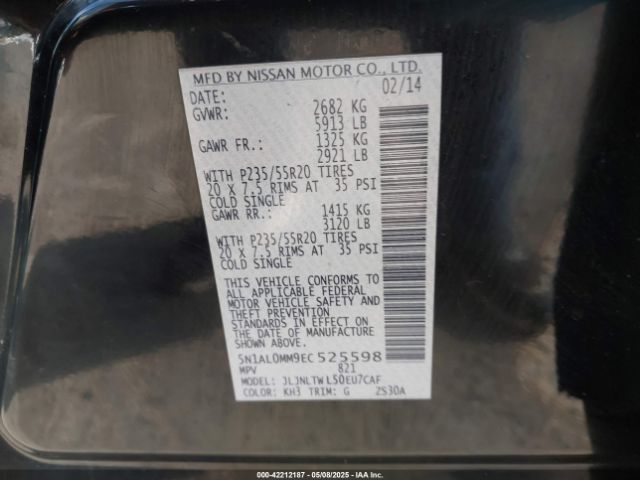 MFD BY NISSAN MOTOR CO., LTD.
DATE: 02/14
GVWR: 2682 KG
5913 LB
GAWR FR.: 1325 KG
2921 LB
WITH P235/55R20 TIRES
20 X 7.5 RIMS AT 35 PSI
COLD SINGLE
GAWR RR.: 1415 KG
3120 LB
WITH P235/55R20 TIRES
20 X 7.5 RIMS AT 35 PSI
COLD SINGLE
THIS VEHICLE CONFORMS TO
ALL APPLICABLE FEDERAL
MOTOR VEHICLE SAFETY AND
THEFT PREVENTION
STANDARDS IN EFFECT ON
THE DATE OF MANUFACTURE
SHOWN ABOVE.
5N1AL0MM9EC525598
MPV 821
MODEL: JLJNLTWL50EU7CAF
COLOR: KH3 TRIM: G ZS30A
000-42212187 - 05/08/2025 - IAA Inc.